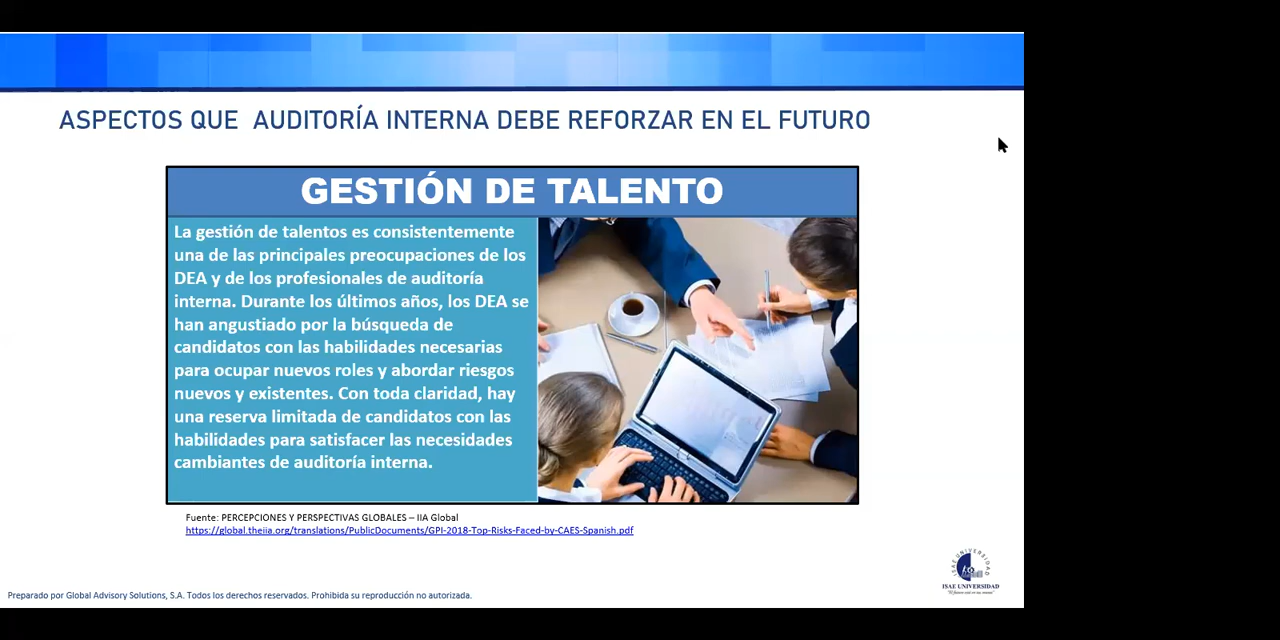 ASPECTOS QUE AUDITORÍA INTERNA DEBE REFORZAR EN EL FUTURO
GESTIÓN DE TALENTO
La gestión de talentos es consistentemente
una de las principales preocupaciones de los
DEA y de los profesionales de auditoría
interna. Durante los últimos años, los DEA se
han angustiado por la búsqueda de
candidatos con las habilidades necesarias
para ocupar nuevos roles y abordar riesgos
nuevos y existentes. Con toda claridad, hay
una reserva limitada de candidatos con las
habilidades para satisfacer las necesidades
cambiantes de auditoría interna.
Fuente: PERCEPCIONES Y PERSPECTIVAS GLOBALES – IIA Global
https://global.theiia.org/translations/PublicDocuments/GPI-2018-Top-Risks-Faced-by-CAES-Spanish.pdf
ISAE UNIVERSIDAD
ISAE UNIVERSIDAD
Preparado por Global Advisory Solutions, S.A. Todos los derechos reservados. Prohibida su reproducción no autorizada.